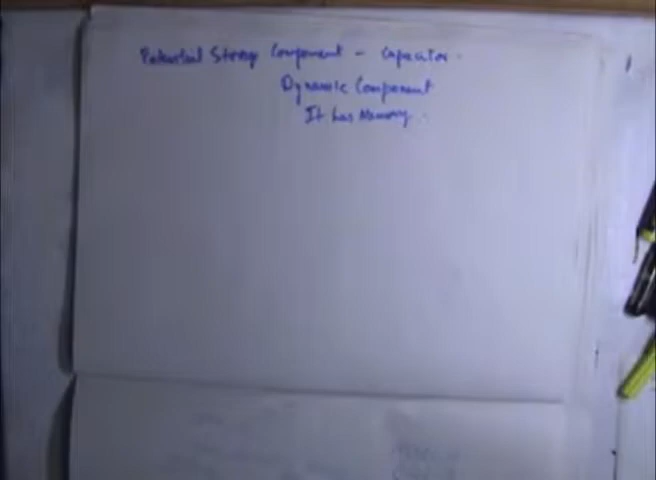 Potential Storage Component - Capacitor.
Dynamic Component
It has Memory.